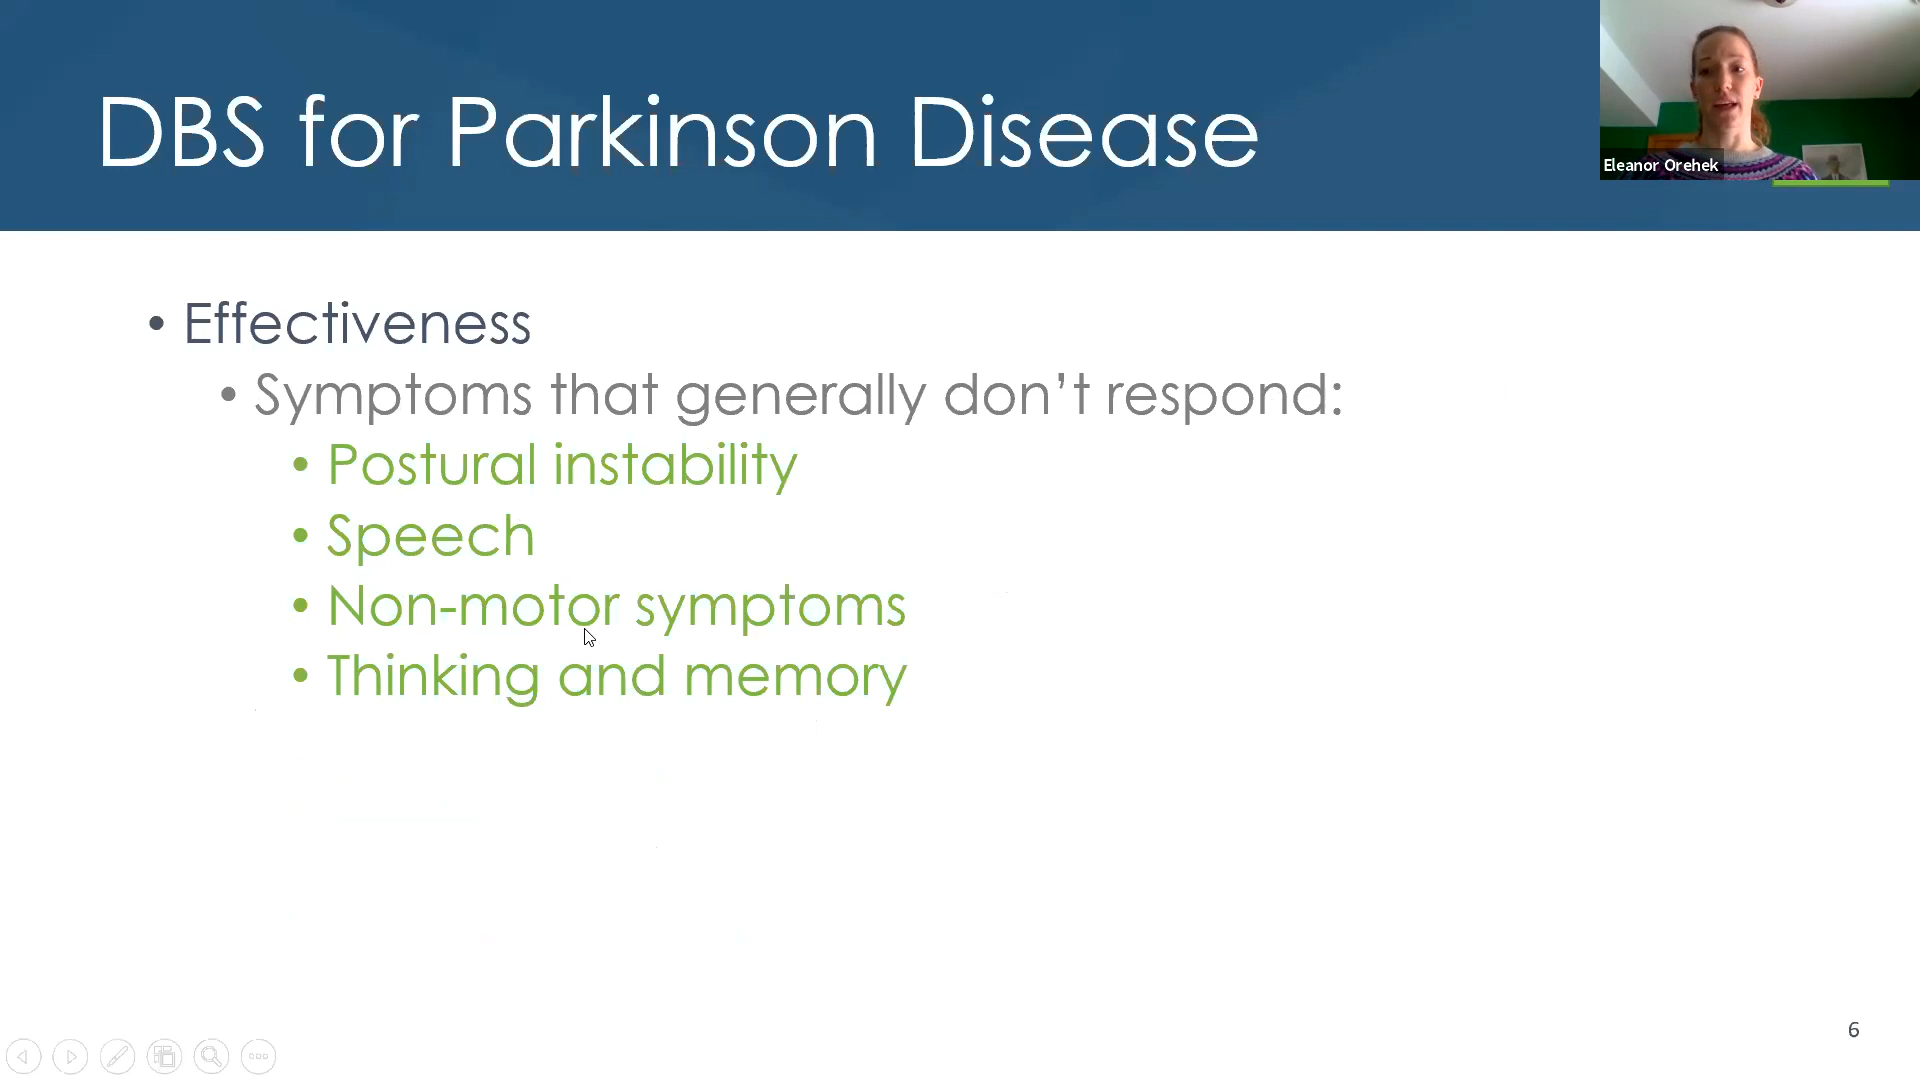 DBS for Parkinson Disease
Eleanor Orehek
• Effectiveness
• Symptoms that generally don’t respond:
• Postural instability
• Speech
• Non-motor symptoms
• Thinking and memory
6